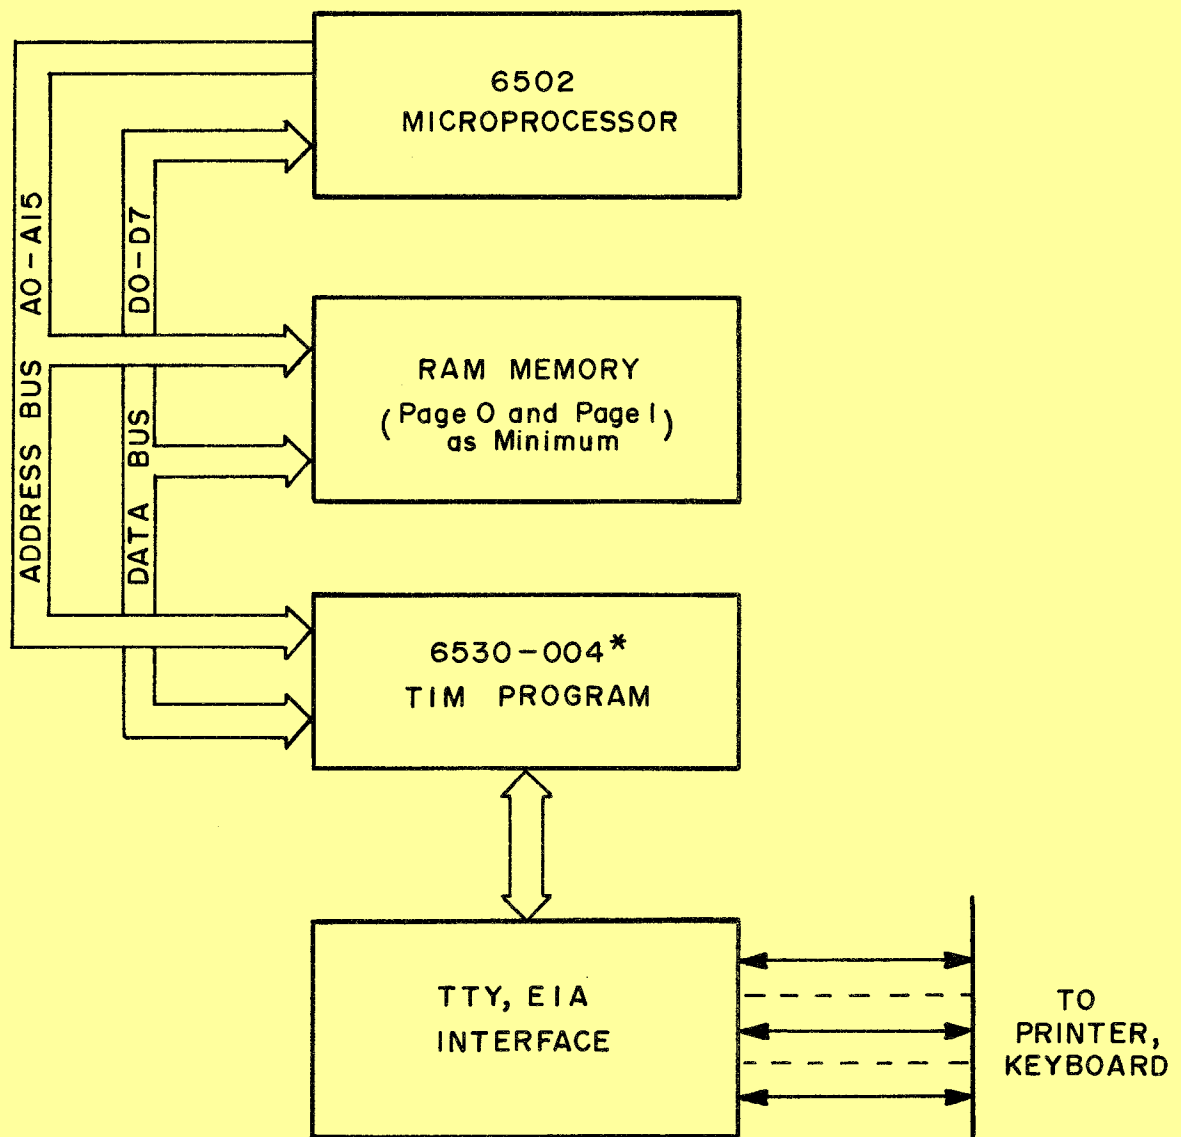 6502
MICROPROCESSOR
ADDRESS BUS A0-A15
DATA BUS D0-D7
RAM MEMORY
(Page 0 and Page 1)
as Minimum
6530-004*
TIM PROGRAM
TTY, EIA
INTERFACE
TO
PRINTER,
KEYBOARD